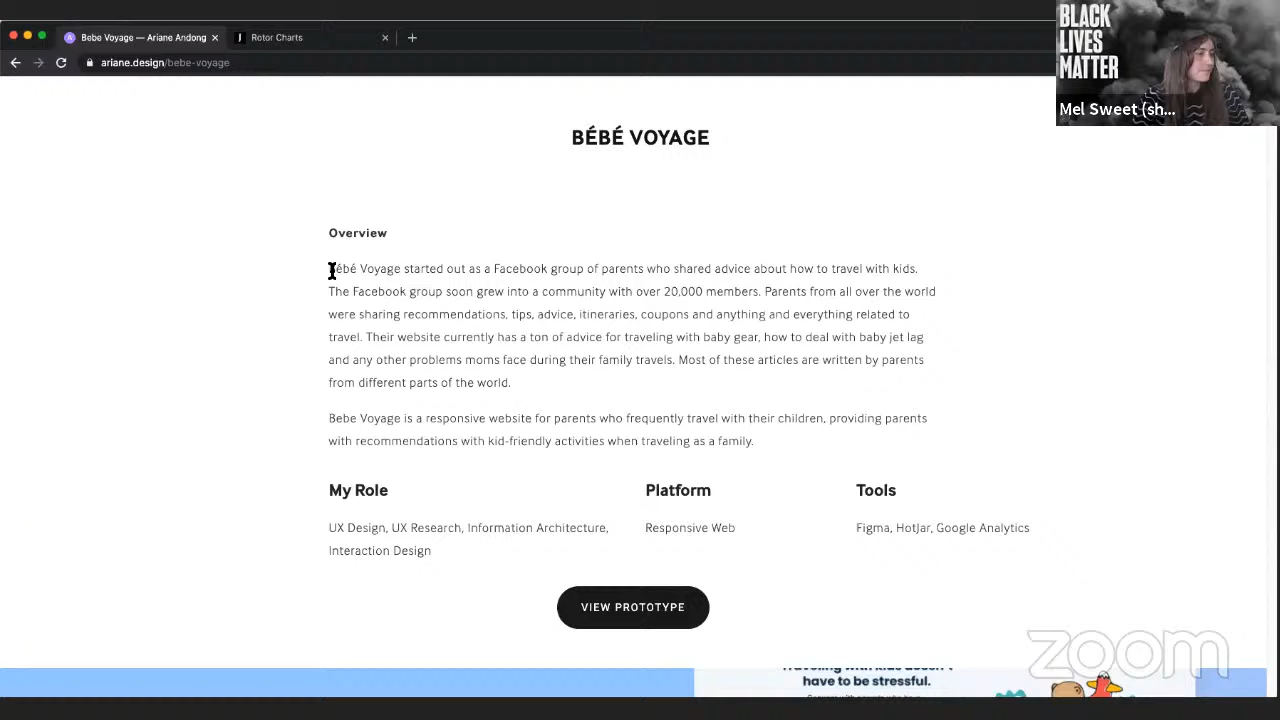 Bebe Voyage — Ariane Andong
Rotor Charts
ariane.design/bebe-voyage
BLACK
LIVES
MATTER
Mel Sweet (sh...
BÉBÉ VOYAGE
Overview
Bébé Voyage started out as a Facebook group of parents who shared advice about how to travel with kids.
The Facebook group soon grew into a community with over 20,000 members. Parents from all over the world
were sharing recommendations, tips, advice, itineraries, coupons and anything and everything related to
travel. Their website currently has a ton of advice for traveling with baby gear, how to deal with baby jet lag
and any other problems moms face during their family travels. Most of these articles are written by parents
from different parts of the world.
Bebe Voyage is a responsive website for parents who frequently travel with their children, providing parents
with recommendations with kid-friendly activities when traveling as a family.
My Role
UX Design, UX Research, Information Architecture,
Interaction Design
Platform
Responsive Web
Tools
Figma, HotJar, Google Analytics
VIEW PROTOTYPE
Traveling with kids doesn't
have to be stressful.
zoom